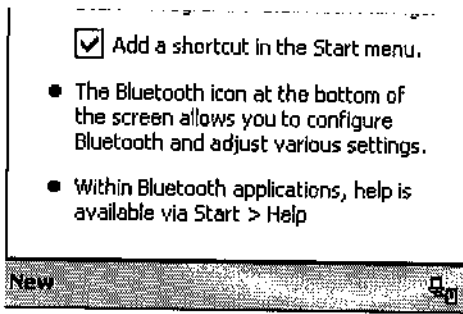 Add a shortcut in the Start menu.
● The Bluetooth icon at the bottom of
the screen allows you to configure
Bluetooth and adjust various settings.
● Within Bluetooth applications, help is
available via Start > Help
New